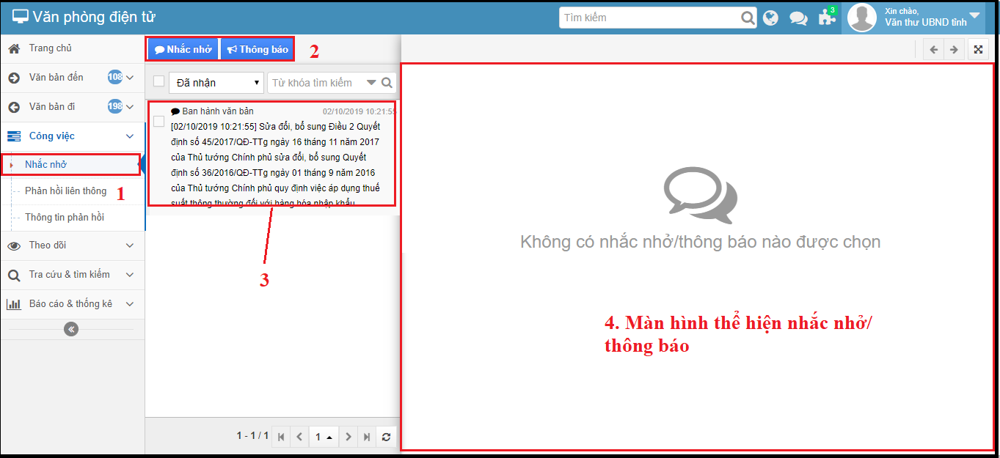 Văn phòng điện tử
Tìm kiếm
3
Xin chào,
Văn thư UBND tỉnh
Trang chủ
Văn bản đến 108
Văn bản đi 198
Công việc
Nhắc nhở
Phản hồi liên thông
1
Thông tin phản hồi
Theo dõi
Tra cứu & tìm kiếm
Báo cáo & thống kê
Nhắc nhở
Thông báo
2
Đã nhận
Từ khóa tìm kiếm
Ban hành văn bản
02/10/2019 10:21:55
[02/10/2019 10:21:55] Sửa đổi, bổ sung Điều 2 Quyết
định số 45/2017/QĐ-TTg ngày 16 tháng 11 năm 2017
của Thủ tướng Chính phủ sửa đổi, bổ sung Quyết
định số 36/2016/QĐ-TTg ngày 01 tháng 9 năm 2016
của Thủ tướng Chính phủ quy định việc áp dụng thuế
suất thông thường đối với hàng hóa nhập khẩu
3
1 - 1 / 1
1
Không có nhắc nhở/thông báo nào được chọn
4. Màn hình thể hiện nhắc nhở/
thông báo